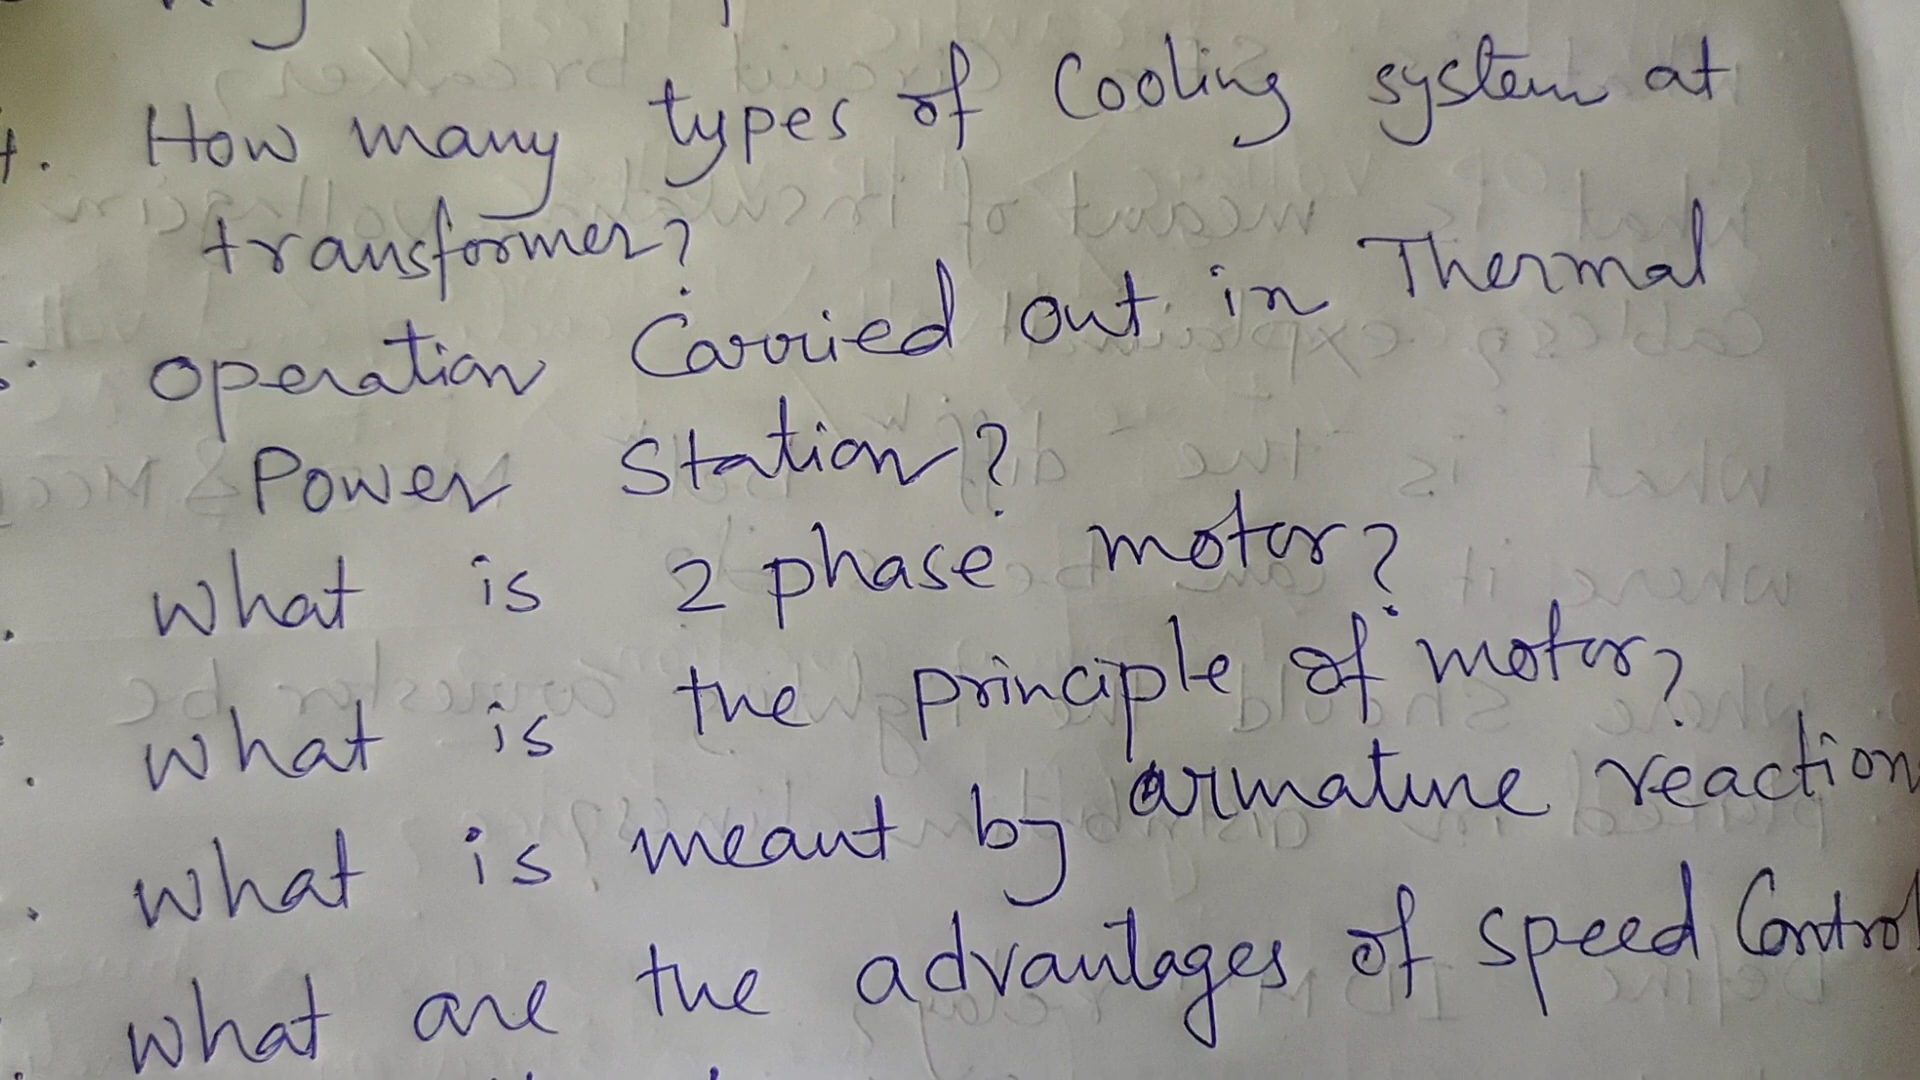 4. How many types of Cooling system at
transformer?
operation Carried out in Thermal
Power Station?
what is 2 phase motor?
what is the principle of motor?
what is meant by armature reaction
what are the advantages of speed Control